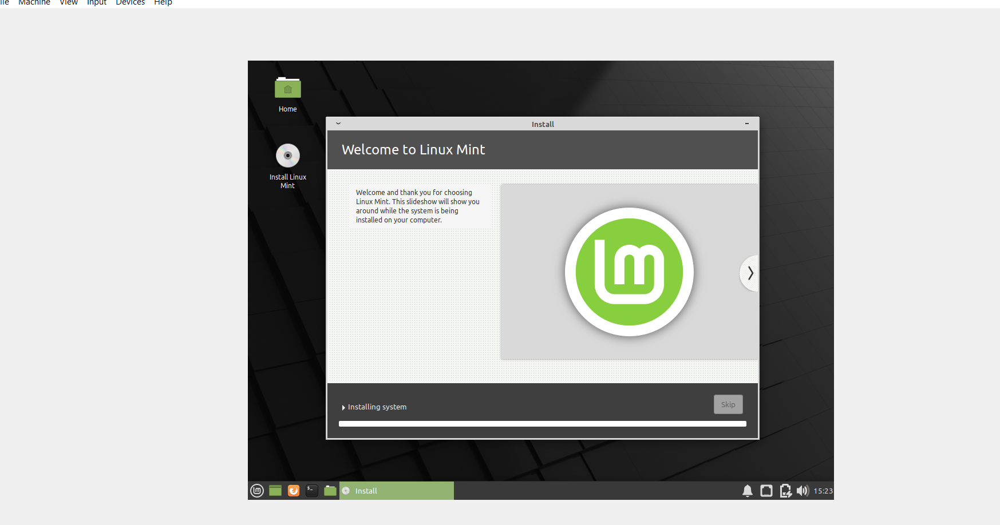 Machine View Input Devices Help
Home
Install Linux
Mint
Install
Welcome to Linux Mint
Welcome and thank you for choosing
Linux Mint. This slideshow will show you
around while the system is being
installed on your computer.
Installing system
Skip
Install
15:23